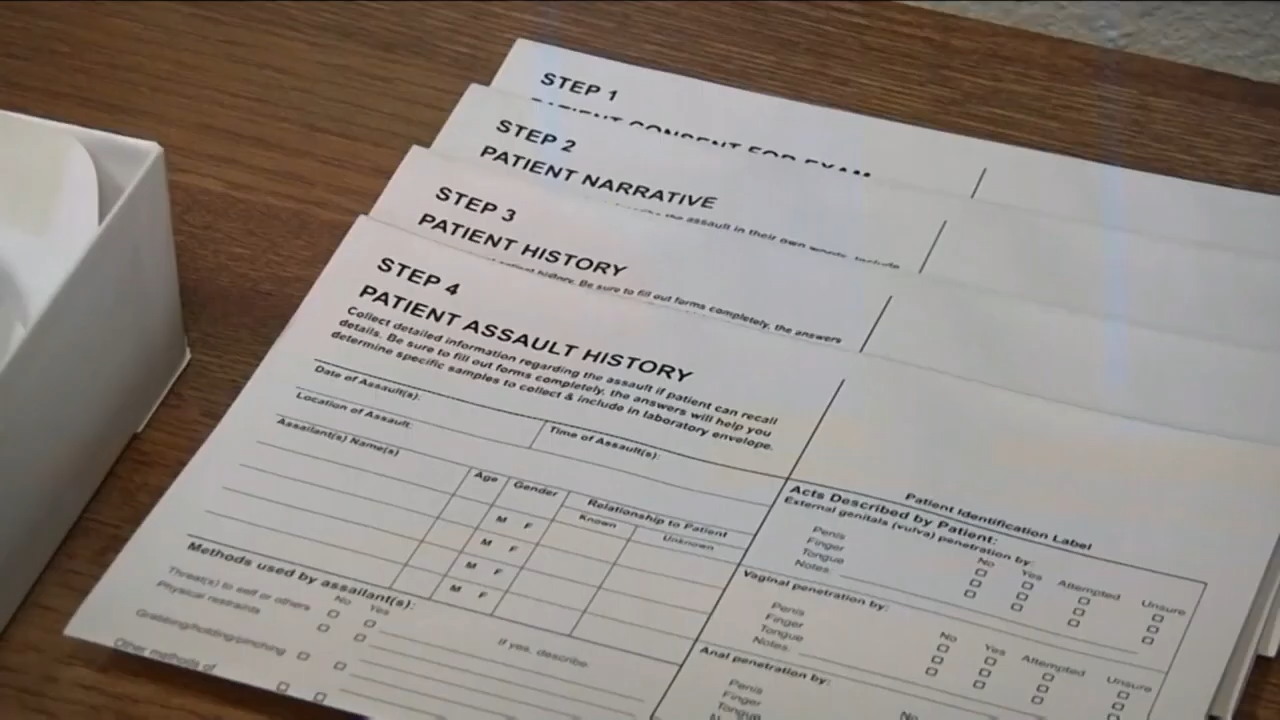 STEP 1
PATIENT CONSENT FOR EXAM
STEP 2
PATIENT NARRATIVE
the assault in their own words. Include
STEP 3
PATIENT HISTORY
patient history. Be sure to fill out forms completely, the answers
STEP 4
PATIENT ASSAULT HISTORY
Collect detailed information regarding the assault if patient can recall
details. Be sure to fill out forms completely, the answers will help you
determine specific samples to collect & include in laboratory envelope.
Date of Assault(s):
Time of Assault(s):
Location of Assault:
Assailant(s) Name(s)
Age
Gender
Relationship to Patient
Known
Unknown
M F
M F
M F
M F
Methods used by assailant(s):
No Yes
Threat(s) to self or others
Physical restraints
If yes, describe
Grabbing/holding/pinching
Other methods of
Patient Identification Label
Acts Described by Patient:
External genitals (vulva) penetration by:
No Yes Attempted Unsure
Penis
Finger
Tongue
Notes:
Vaginal penetration by:
No Yes Attempted Unsure
Penis
Finger
Tongue
Notes:
Anal penetration by:
No Yes Attempted Unsure
Penis
Finger
Tongue